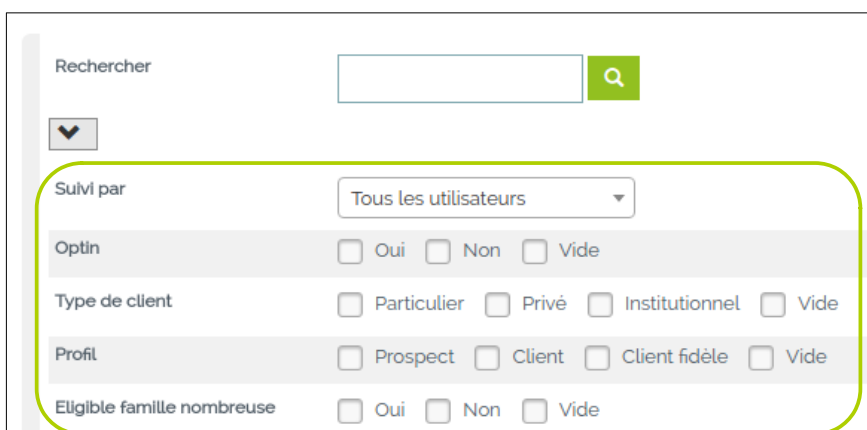 Rechercher
Suivi par Tous les utilisateurs
Optin Oui Non Vide
Type de client Particulier Privé Institutionnel Vide
Profil Prospect Client Client fidèle Vide
Eligible famille nombreuse Oui Non Vide